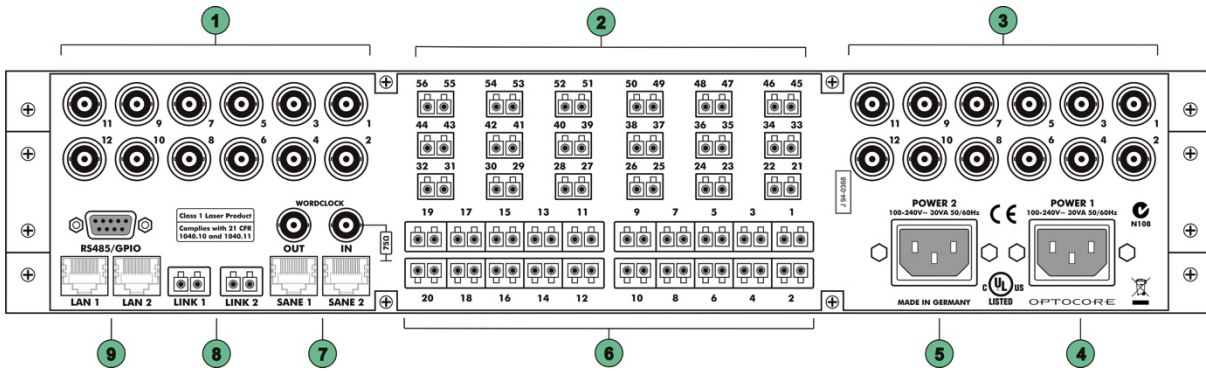 1 2 3
56 55 54 53 52 51 50 49 48 47 46 45
11 9 7 5 3 1
44 43 42 41 40 39 38 37 36 35 34 33
12 10 8 6 4 2
32 31 30 29 28 27 26 25 24 23 22 21
11 9 7 5 3 1
12 10 8 6 4 2
RS485/GPIO
Class 1 Laser Product
Complies with 21 CFR
1040.10 and 1040.11
WORDCLOCK
OUT IN
75Ω
LAN 1 LAN 2 LINK 1 LINK 2 SANE 1 SANE 2
19 17 15 13 11 9 7 5 3 1
20 18 16 14 12 10 8 6 4 2
J 94-0368
POWER 2
100-240V~ 30VA 50/60Hz
MADE IN GERMANY
CE
C UL US
LISTED
POWER 1
100-240V~ 30VA 50/60Hz
OPTOCORE
N108
9 8 7 6 5 4